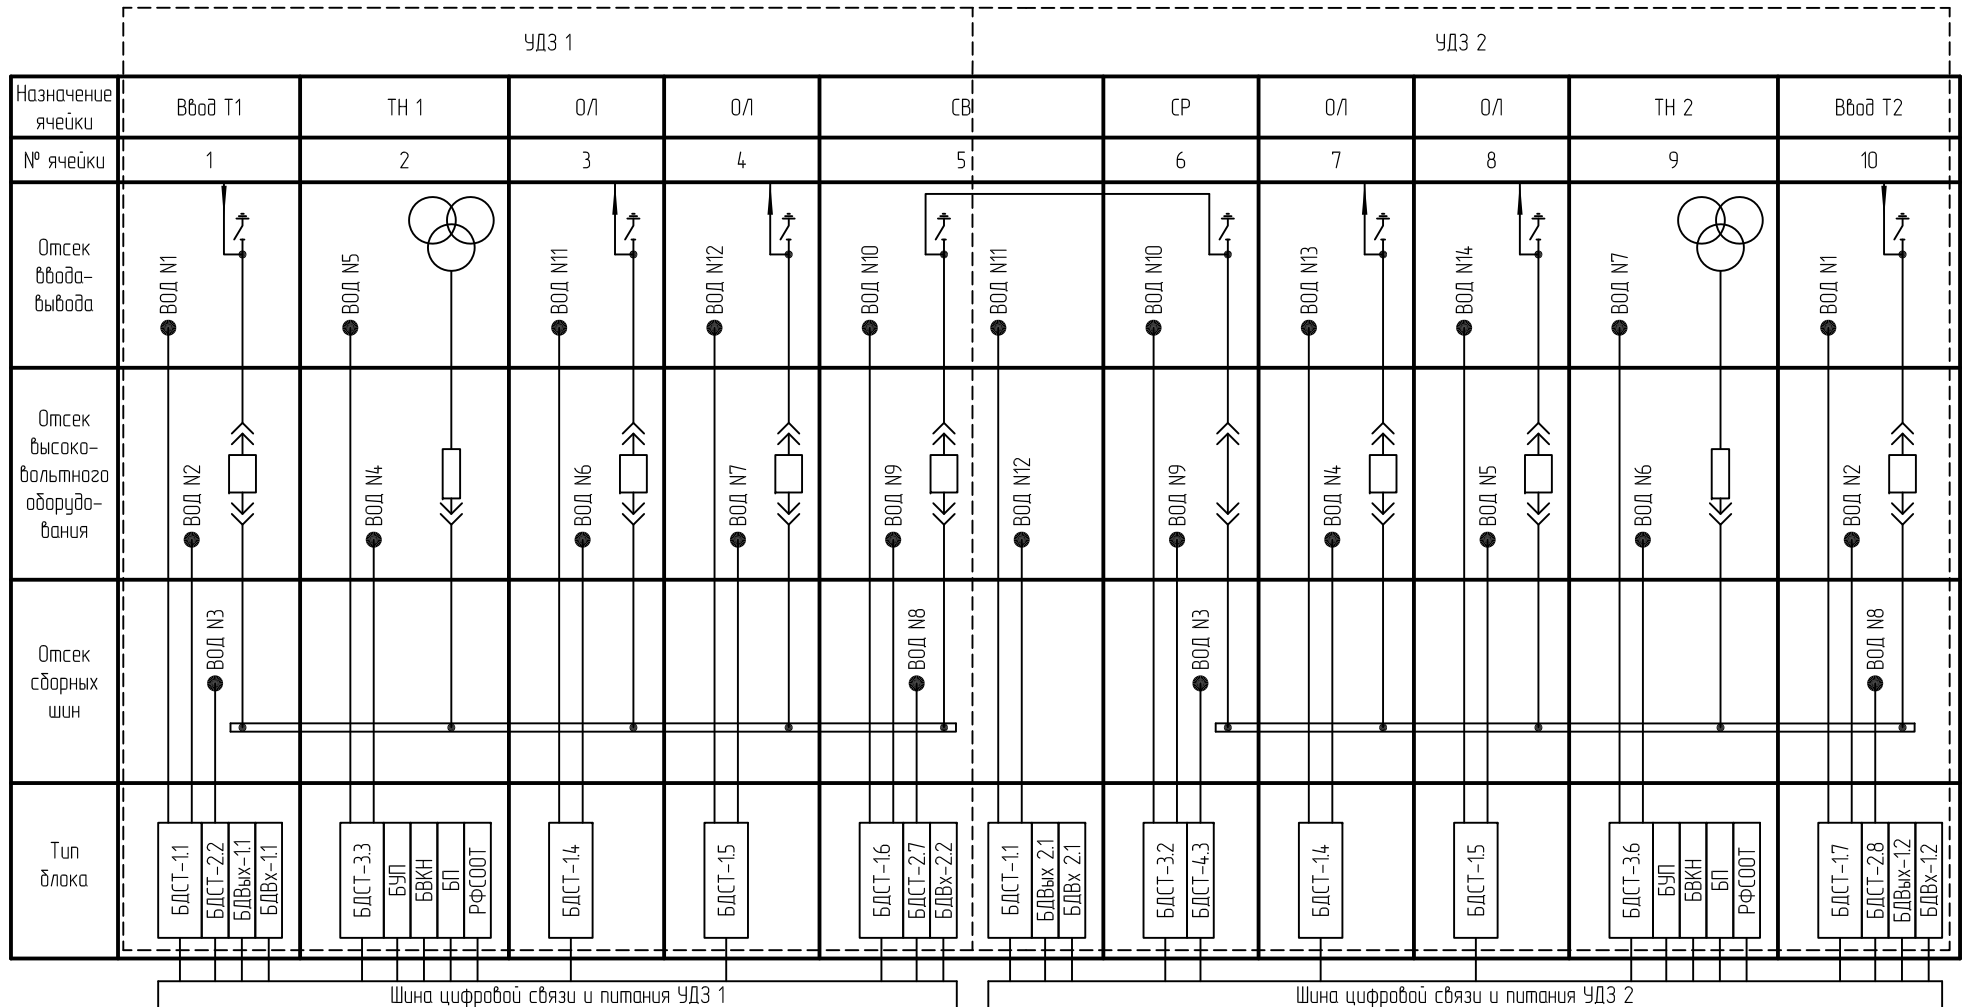 УДЗ 1
УДЗ 2
Назначение
ячейки
Ввод Т1
ТН 1
О/Л
О/Л
СВ
СР
О/Л
О/Л
ТН 2
Ввод Т2
№ ячейки
1
2
3
4
5
6
7
8
9
10
Отсек
ввода-
вывода
ВОД N1
ВОД N5
ВОД N11
ВОД N12
ВОД N10
ВОД N11
ВОД N10
ВОД N13
ВОД N14
ВОД N7
ВОД N1
Отсек
высоко-
вольтного
оборудо-
вания
ВОД N2
ВОД N4
ВОД N6
ВОД N7
ВОД N9
ВОД N12
ВОД N9
ВОД N4
ВОД N5
ВОД N6
ВОД N2
Отсек
сборных
шин
ВОД N3
ВОД N8
ВОД N3
ВОД N8
Тип
блока
БДСТ-1.1
БДСТ-2.2
БДВых-1.1
БДВх-1.1
БДСТ-3.3
БУП
БВКН
БП
РФСООТ
БДСТ-1.4
БДСТ-1.5
БДСТ-1.6
БДСТ-2.7
БДВх-2.2
БДСТ-1.1
БДВых 2.1
БДВх 2.1
БДСТ-3.2
БДСТ-4.3
БДСТ-1.4
БДСТ-1.5
БДСТ-3.6
БУП
БВКН
БП
РФСООТ
БДСТ-1.7
БДСТ-2.8
БДВых-1.2
БДВх-1.2
Шина цифровой связи и питания УДЗ 1
Шина цифровой связи и питания УДЗ 2